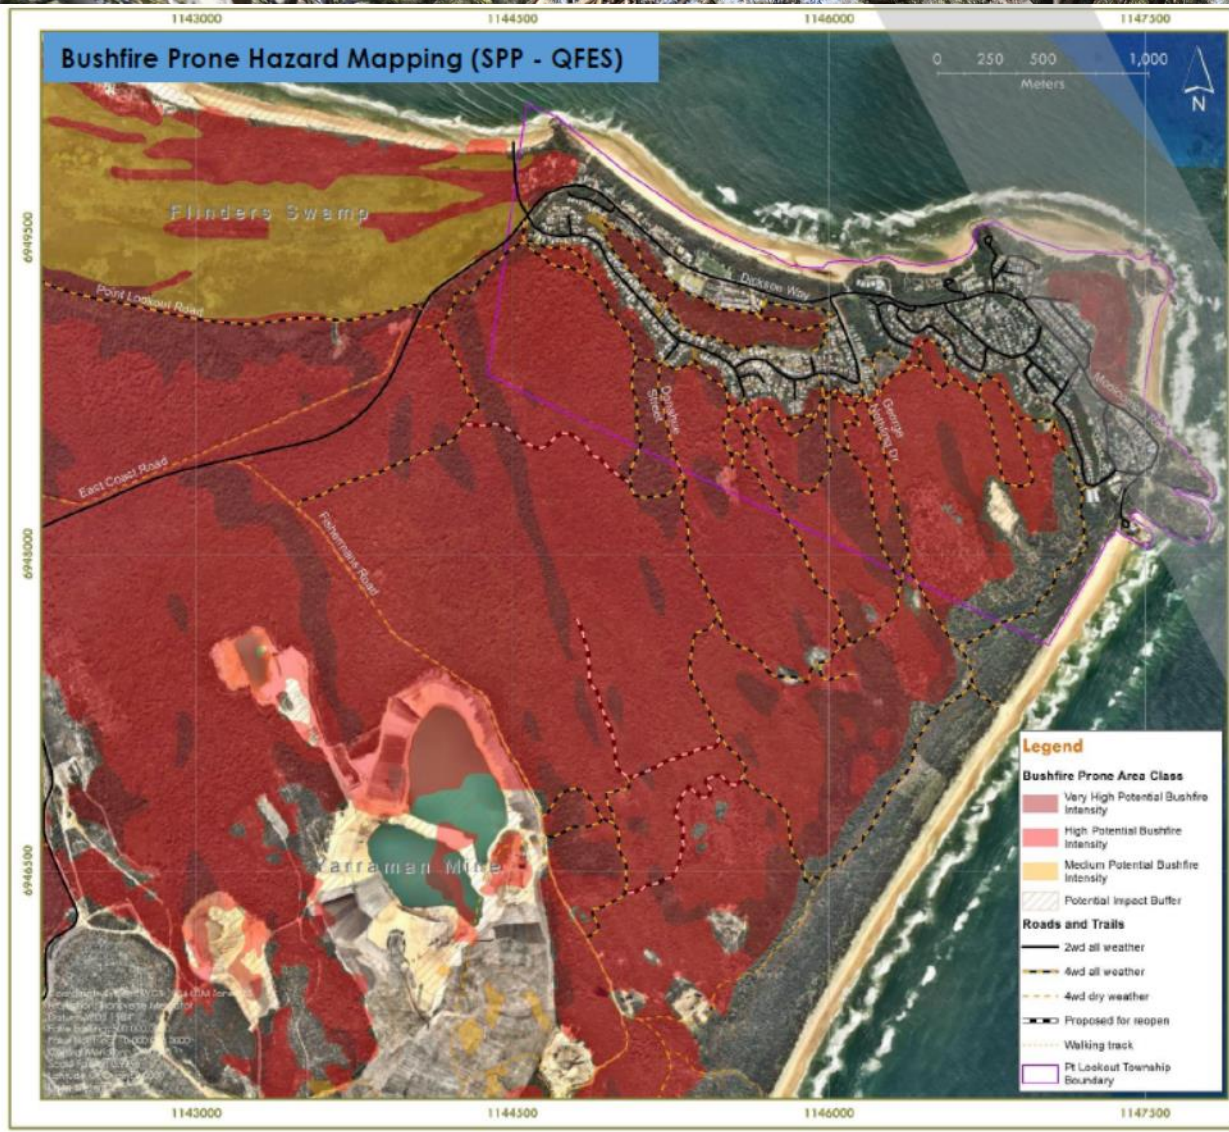 1143000
1144500
1146000
1147500
Bushfire Prone Hazard Mapping (SPP - QFES)
0 250 500 1,000
Meters
N
Flinders Swamp
6949500
Point Lookout Road
Dickson Way
Donahue
Street
George
Nothling Dr
East Coast Road
Fishermans Road
6948000
Yarraman Mine
6946500
Legend
Bushfire Prone Area Class
Very High Potential Bushfire
Intensity
High Potential Bushfire
Intensity
Medium Potential Bushfire
Intensity
Potential Impact Buffer
Roads and Trails
2wd all weather
4wd all weather
4wd dry weather
Proposed for reopen
Walking track
Pt Lookout Township
Boundary
1143000
1144500
1146000
1147500